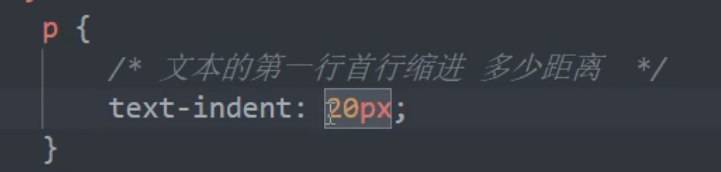 p {
/* 文本的第一行首行缩进 多少距离 */
text-indent: 20px;
}